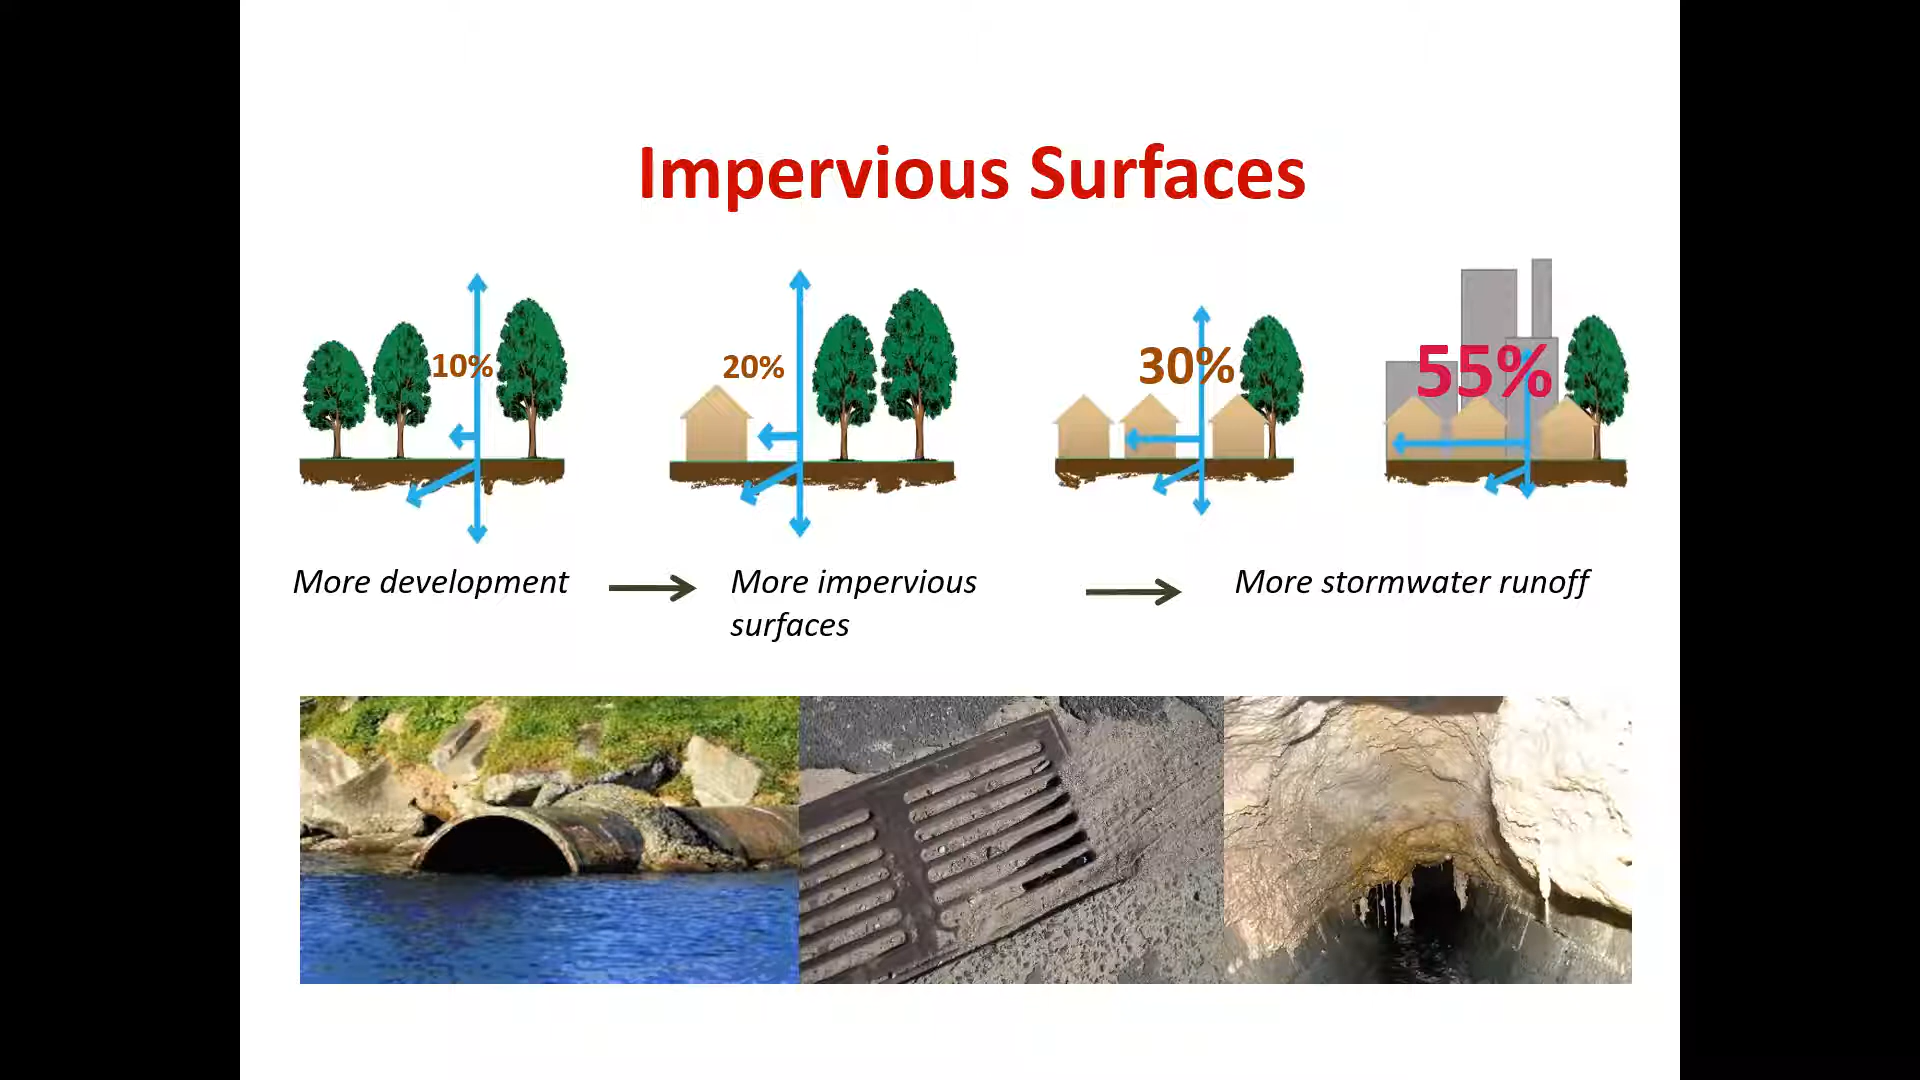 Impervious Surfaces
10%
20%
30%
55%
More development
More impervious
surfaces
More stormwater runoff